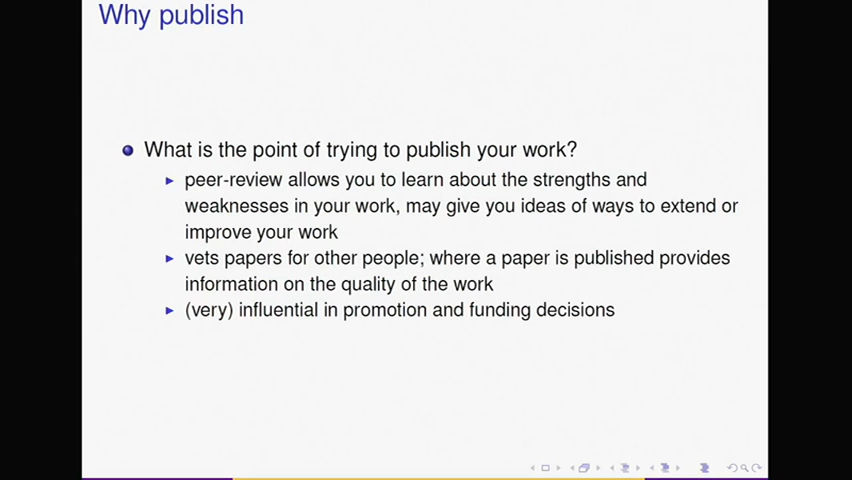 Why publish
What is the point of trying to publish your work?
peer-review allows you to learn about the strengths and
weaknesses in your work, may give you ideas of ways to extend or
improve your work
vets papers for other people; where a paper is published provides
information on the quality of the work
(very) influential in promotion and funding decisions